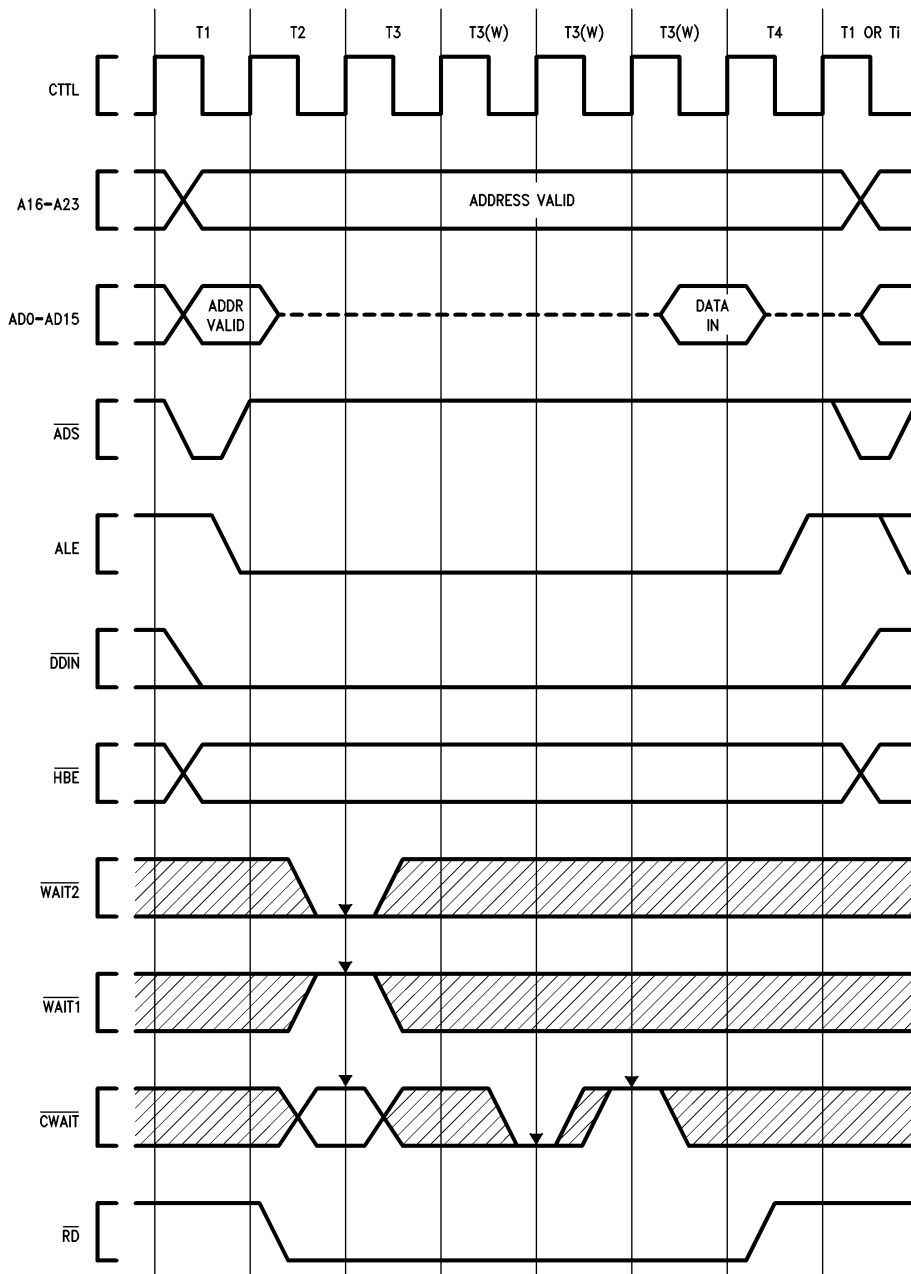 T1 T2 T3 T3(W) T3(W) T3(W) T4 T1 OR Ti
CTTL
A16–A23
ADDRESS VALID
AD0–AD15
ADDR
VALID
DATA
IN
ADS
ALE
DDIN
HBE
WAIT2
WAIT1
CWAIT
RD